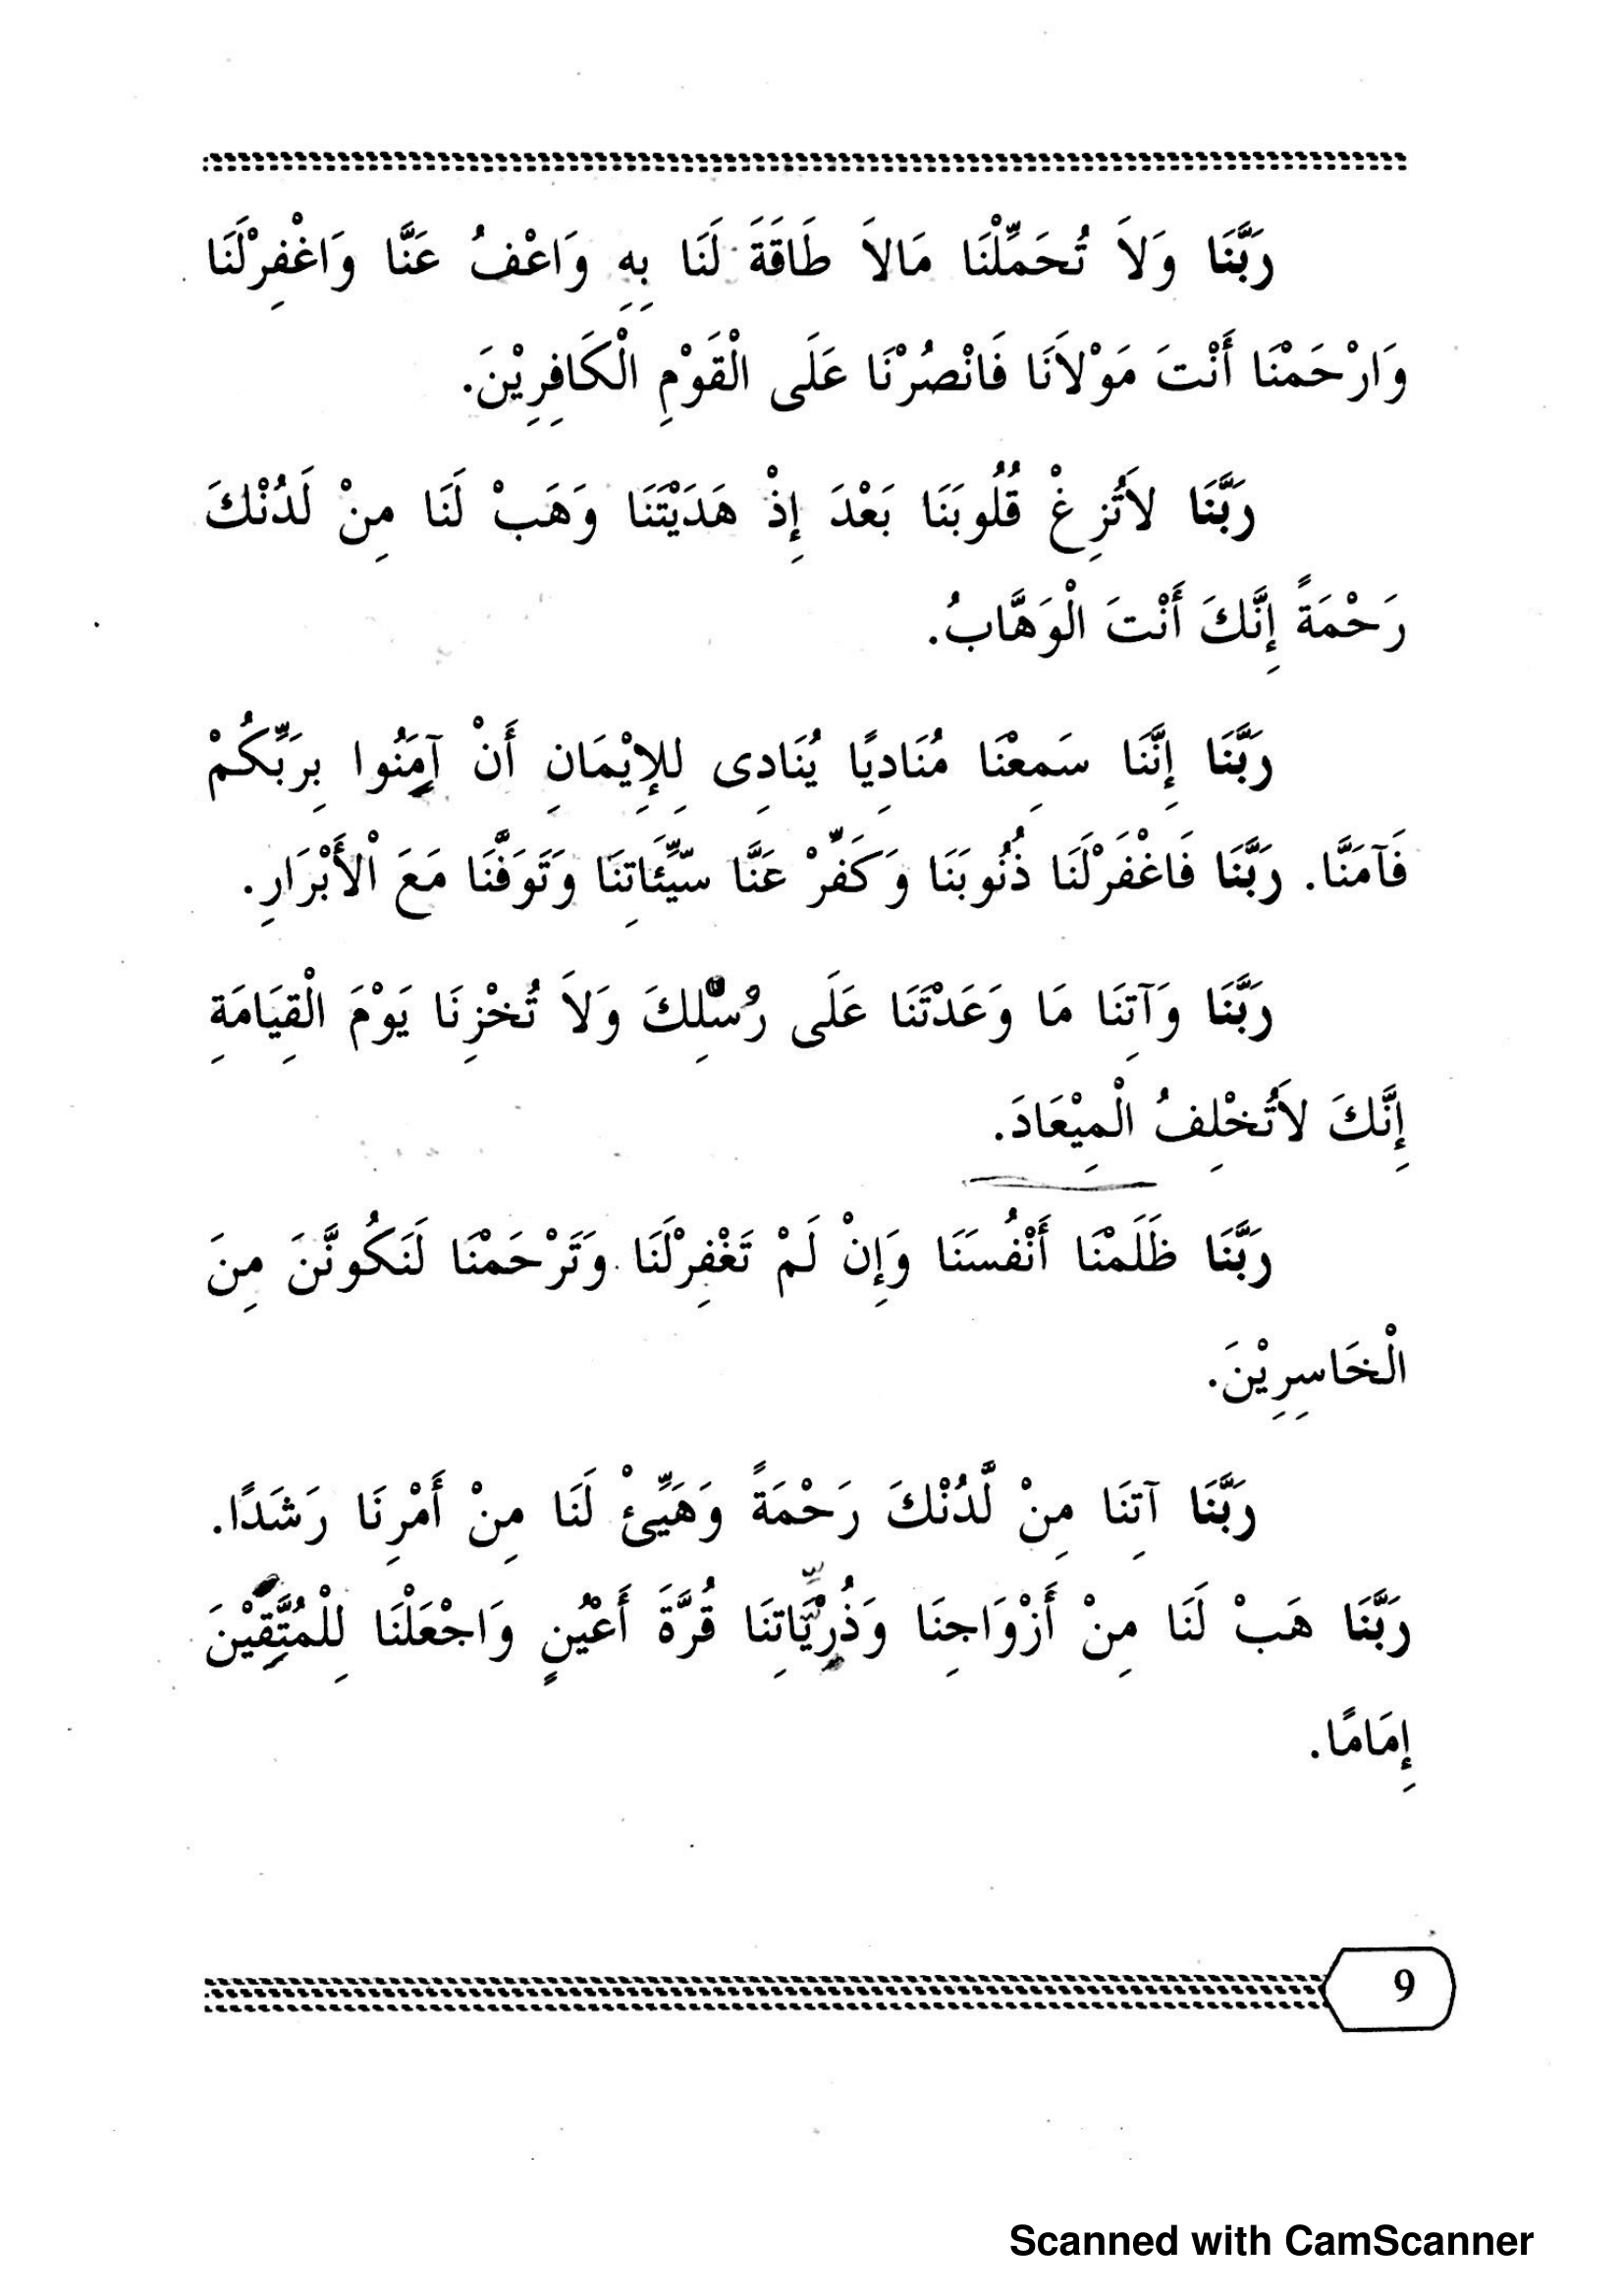 رَبَّنَا وَلاَ تُحَمِّلْنَا مَالاَ طَاقَةَ لَنَا بِهِ وَاعْفُ عَنَّا وَاغْفِرْلَنَا
وَارْحَمْنَا أَنْتَ مَوْلاَنَا فَانْصُرْنَا عَلَى الْقَوْمِ الْكَافِرِيْنَ.
رَبَّنَا لاَتُزِغْ قُلُوبَنَا بَعْدَ إِذْ هَدَيْتَنَا وَهَبْ لَنَا مِنْ لَدُنْكَ
رَحْمَةً إِنَّكَ أَنْتَ الْوَهَّابُ.
رَبَّنَا إِنَّنَا سَمِعْنَا مُنَادِيًا يُنَادِى لِلإِيْمَانِ أَنْ آمِنُوا بِرَبِّكُمْ
فَآمَنَّا. رَبَّنَا فَاغْفَرْلَنَا ذُنُوبَنَا وَكَفِّرْ عَنَّا سَيِّئَاتِنَا وَتَوَفَّنَا مَعَ اْلأَبْرَارِ.
رَبَّنَا وَآتِنَا مَا وَعَدْتَنَا عَلَى رُسُلِكَ وَلاَ تُخْزِنَا يَوْمَ الْقِيَامَةِ
إِنَّكَ لاَتُخْلِفُ الْمِيْعَادَ.
رَبَّنَا ظَلَمْنَا أَنْفُسَنَا وَإِنْ لَمْ تَغْفِرْلَنَا وَتَرْحَمْنَا لَنَكُونَّنَ مِنَ
الْخَاسِرِيْنَ.
رَبَّنَا آتِنَا مِنْ لَّدُنْكَ رَحْمَةً وَهَيِّئْ لَنَا مِنْ أَمْرِنَا رَشَدًا.
رَبَّنَا هَبْ لَنَا مِنْ أَزْوَاجِنَا وَذُرِّيَّاتِنَا قُرَّةَ أَعْيُنٍ وَاجْعَلْنَا لِلْمُتَّقِيْنَ
إِمَامًا.
9
Scanned with CamScanner